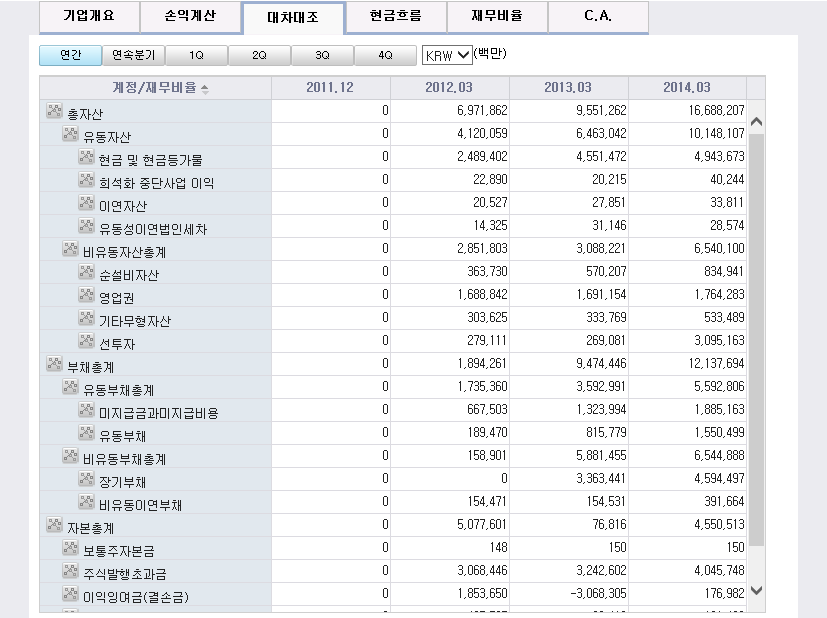 기업개요 손익계산 대차대조 현금흐름 재무비율 C.A.
연간 연속분기 1Q 2Q 3Q 4Q KRW (백만)
계정/재무비율 2011.12 2012.03 2013.03 2014.03
총자산 0 6,971,862 9,551,262 16,688,207
유동자산 0 4,120,059 6,463,042 10,148,107
현금 및 현금등가물 0 2,489,402 4,551,472 4,943,673
희석화 중단사업 이익 0 22,890 20,215 40,244
이연자산 0 20,527 27,851 33,811
유동성이연법인세차 0 14,325 31,146 28,574
비유동자산총계 0 2,851,803 3,088,221 6,540,100
순설비자산 0 363,730 570,207 834,941
영업권 0 1,688,842 1,691,154 1,764,283
기타무형자산 0 303,625 333,769 533,489
선투자 0 279,111 269,081 3,095,163
부채총계 0 1,894,261 9,474,446 12,137,694
유동부채총계 0 1,735,360 3,592,991 5,592,806
미지급금과미지급비용 0 667,503 1,323,994 1,885,163
유동부채 0 189,470 815,779 1,550,499
비유동부채총계 0 158,901 5,881,455 6,544,888
장기부채 0 0 3,363,441 4,594,497
비유동이연부채 0 154,471 154,531 391,664
자본총계 0 5,077,601 76,816 4,550,513
보통주자본금 0 148 150 150
주식발행초과금 0 3,068,446 3,242,602 4,045,748
이익잉여금(결손금) 0 1,853,650 -3,068,305 176,982